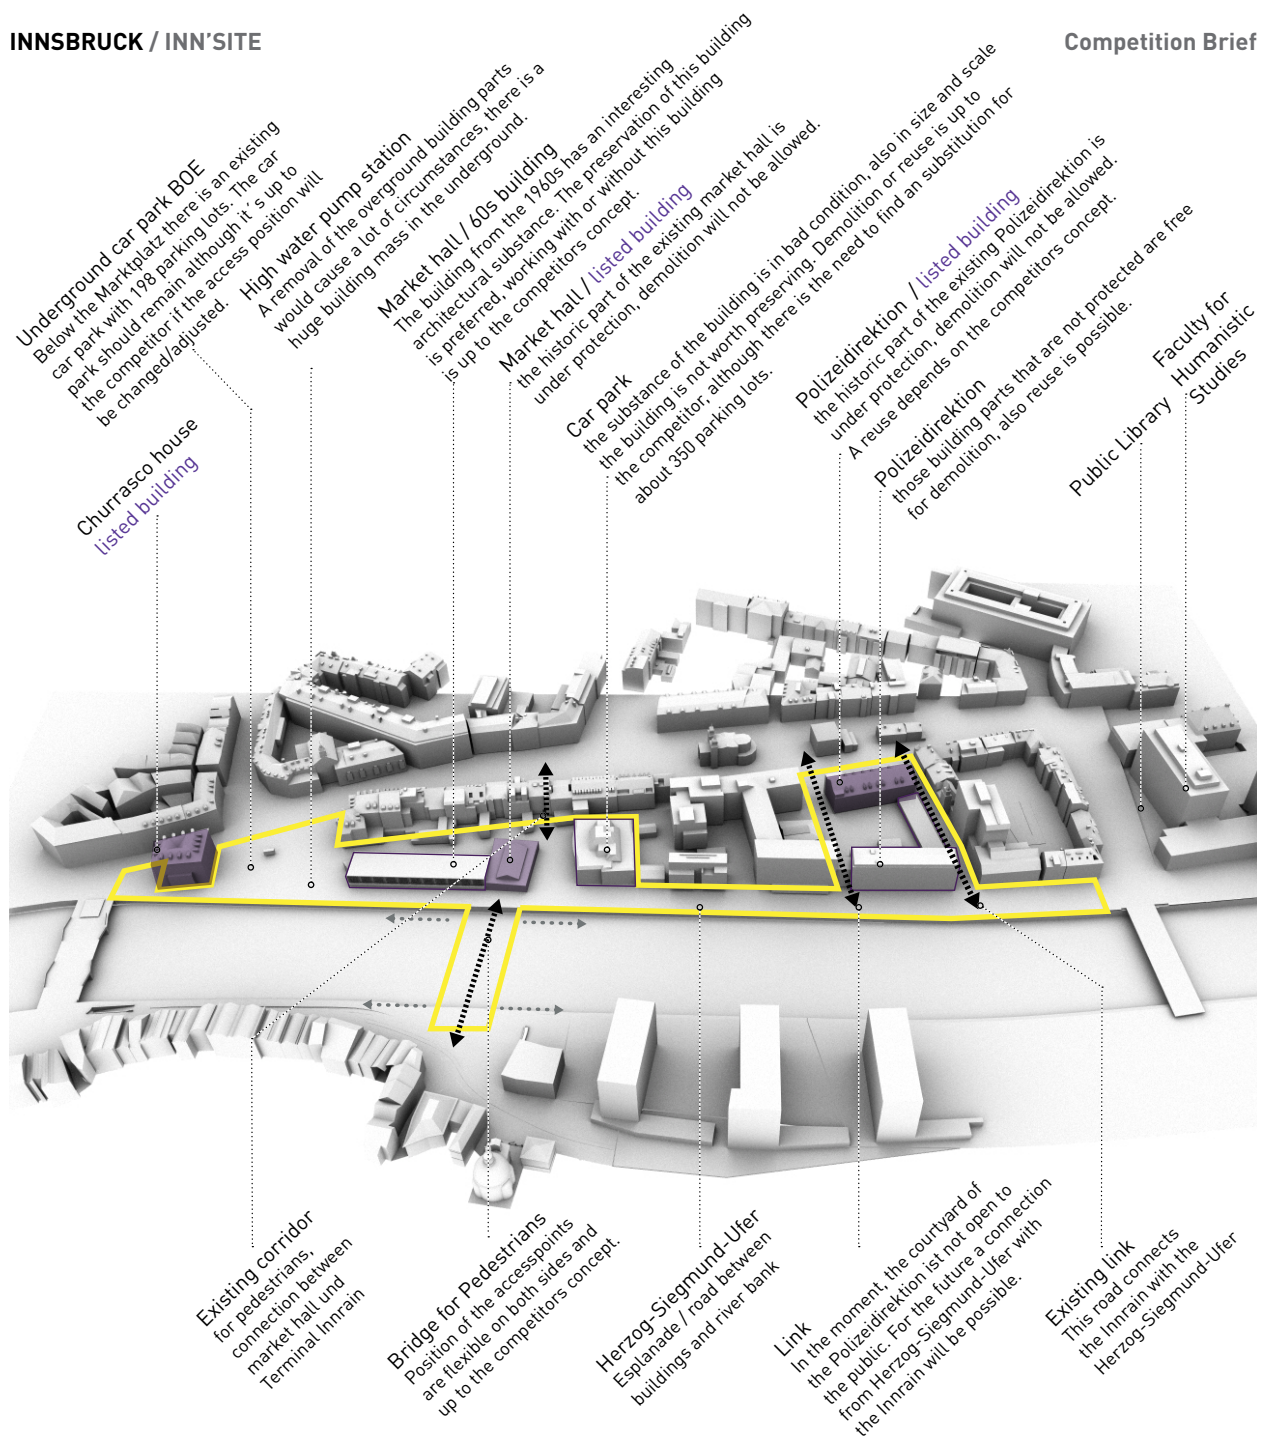 INNSBRUCK / INN’SITE
Competition Brief
Underground car park BOE
Below the Marktplatz there is an existing
car park with 198 parking lots. The car
park should remain although it´s up to
the competitor if the access position will
be changed/adjusted.
High water pump station
A removal of the overground building parts
would cause a lot of circumstances, there is a
huge building mass in the underground.
Market hall / 60s building
The building from the 1960s has an interesting
architectural substance. The preservation of this building
is preferred, working with or without this building
is up to the competitors concept.
Market hall / listed building
the historic part of the existing market hall is
under protection, demolition will not be allowed.
Car park
the substance of the building is in bad condition, also in size and scale
the building is not worth preserving. Demolition or reuse is up to
the competitor, although there is the need to find an substitution for
about 350 parking lots.
Polizeidirektion / listed building
the historic part of the existing Polizeidirektion is
under protection, demolition will not be allowed.
A reuse depends on the competitors concept.
Polizeidirektion
those building parts that are not protected are free
for demolition, also reuse is possible.
Public Library
Faculty for
Humanistic
Studies
Churrasco house
listed building
Existing corridor
for pedestrians,
connection between
market hall und
Terminal Innrain
Bridge for Pedestrians
Position of the accesspoints
are flexible on both sides and
up to the competitors concept.
Herzog-Siegmund-Ufer
Esplanade / road between
buildings and river bank
Link
In the moment, the courtyard of
the Polizeidirektion ist not open to
the public. For the future a connection
from Herzog-Siegmund-Ufer with
the Innrain will be possible.
Existing link
This road connects
the Innrain with the
Herzog-Siegmund-Ufer